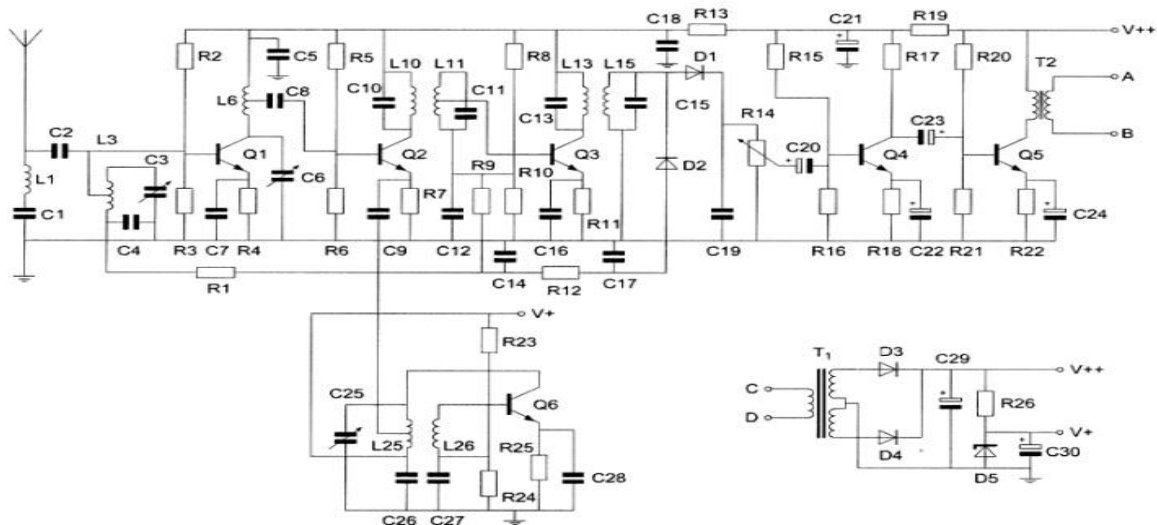 C18 R13 C21 R19
V++
R2 C5 R5 L10 L11 R8 L13 L15 D1 R15 R17 R20 T2
C8 C10 C11 C13 C15 R14 A
L6
C2 L3 C3 C23 B
Q1 Q2 Q3 C20 Q4 Q5
L1 C6 R9 D2
R7 R10
C1 R11 C24
C4 R3 C7 R4 R6 C9 C12 C16 C19 R16 R18 C22 R21 R22
R1 C14 R12 C17
V+
R23
T1 D3 C29
V++
C25 Q6 C
R26
L25 L26 R25 D V+
D4 C30
C28 D5
R24
C26 C27